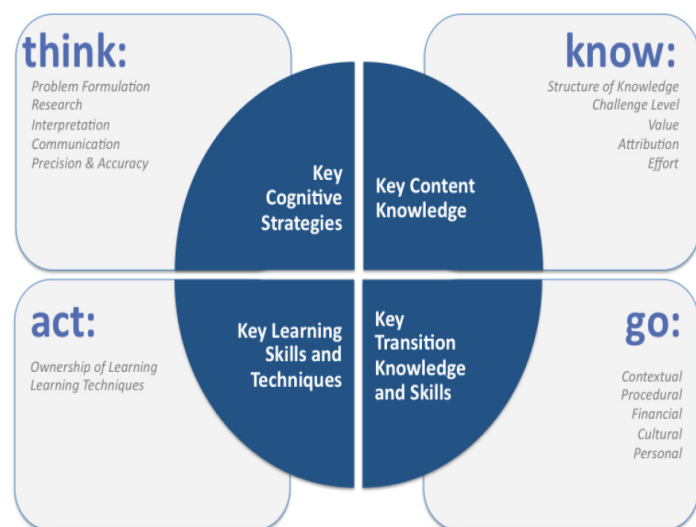 think:
Problem Formulation
Research
Interpretation
Communication
Precision & Accuracy
Key
Cognitive
Strategies
know:
Structure of Knowledge
Challenge Level
Value
Attribution
Effort
Key Content
Knowledge
act:
Ownership of Learning
Learning Techniques
Key Learning
Skills and
Techniques
go:
Contextual
Procedural
Financial
Cultural
Personal
Key
Transition
Knowledge
and Skills